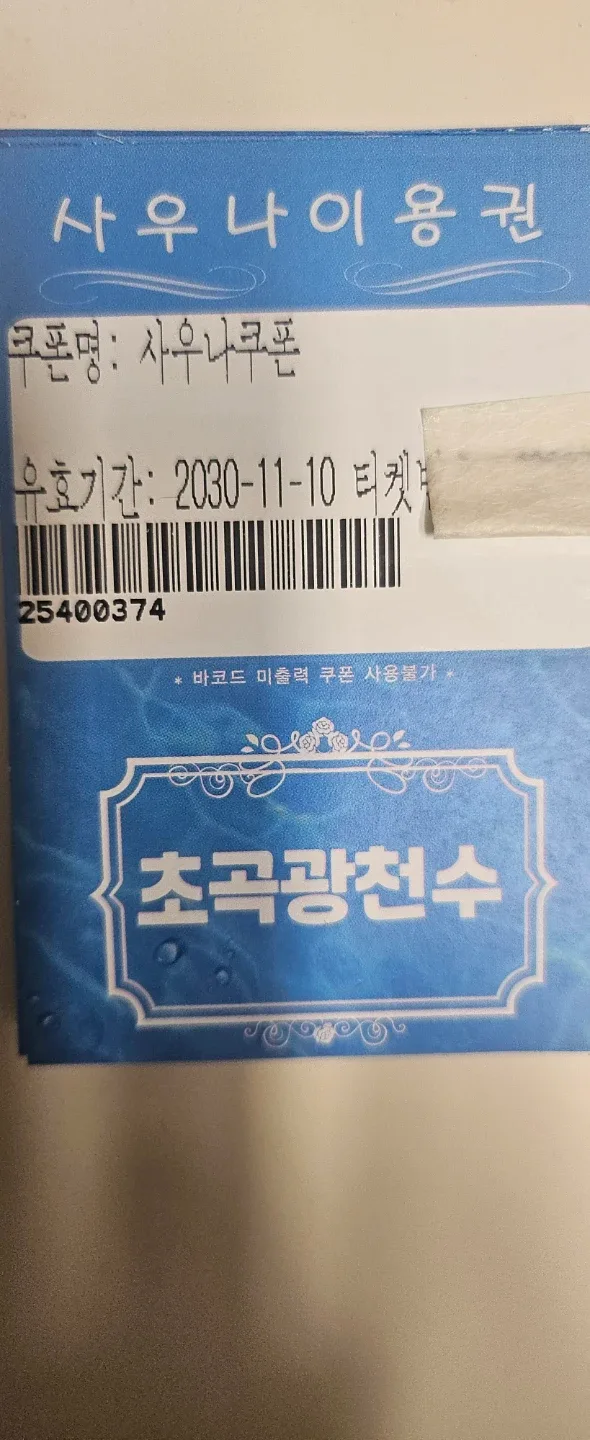 사우나이용권
쿠폰명: 사우나쿠폰
유효기간: 2030-11-10
25400374
* 바코드 미출력 쿠폰 사용불가 *
초곡광천수